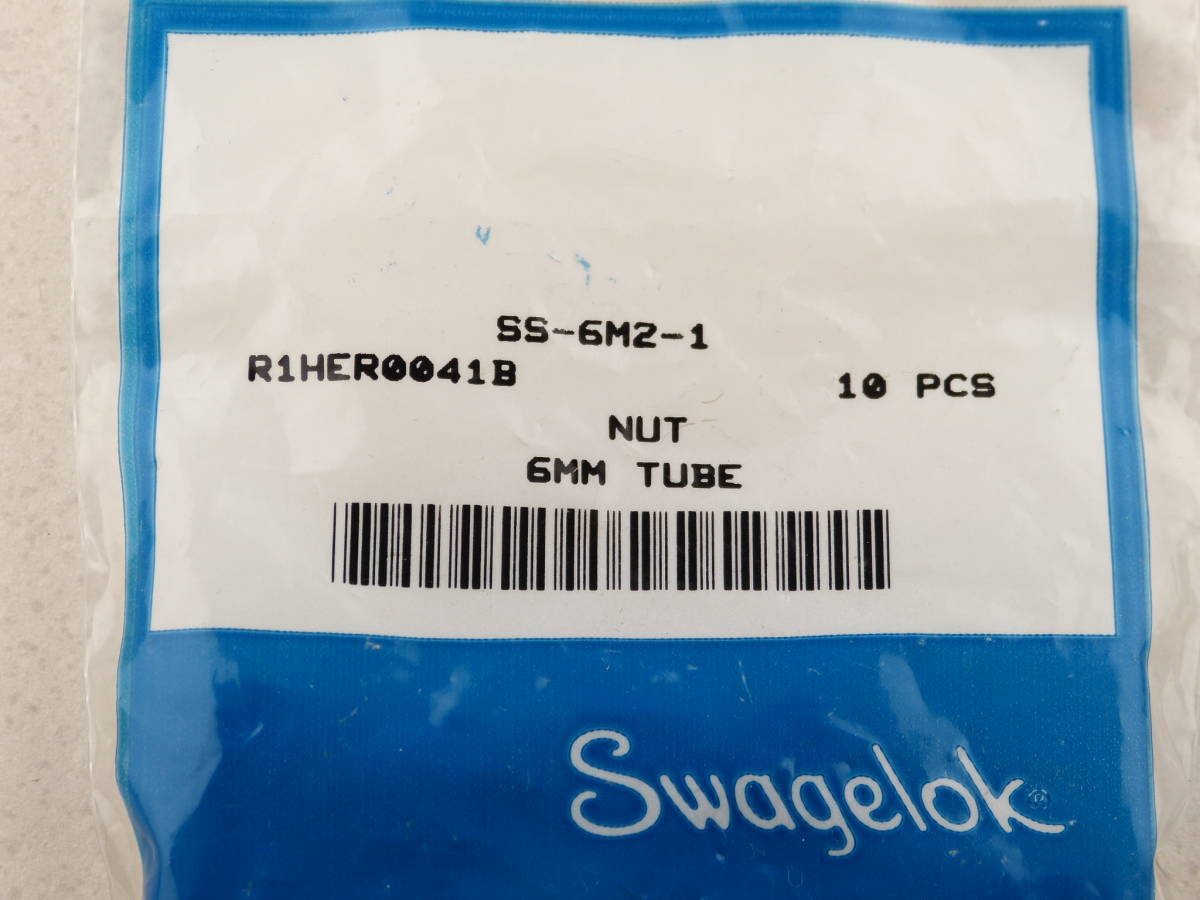 SS-6M2-1
R1HER0041B 10 PCS
NUT
6MM TUBE
Swagelok®